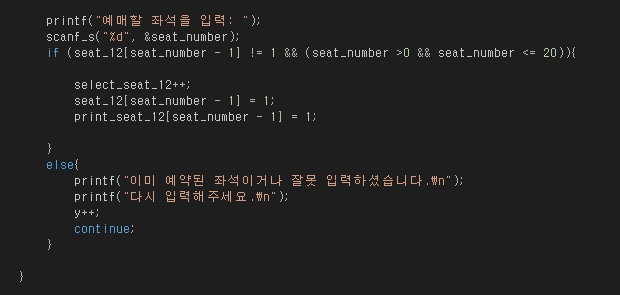 printf("예매할 좌석을 입력: ");
scanf_s("%d", &seat_number);
if (seat_12[seat_number - 1] != 1 && (seat_number >0 && seat_number <= 20)){
select_seat_12++;
seat_12[seat_number - 1] = 1;
print_seat_12[seat_number - 1] = 1;
}
else{
printf("이미 예약된 좌석이거나 잘못 입력하셨습니다.₩n");
printf("다시 입력해주세요.₩n");
y++;
continue;
}
}